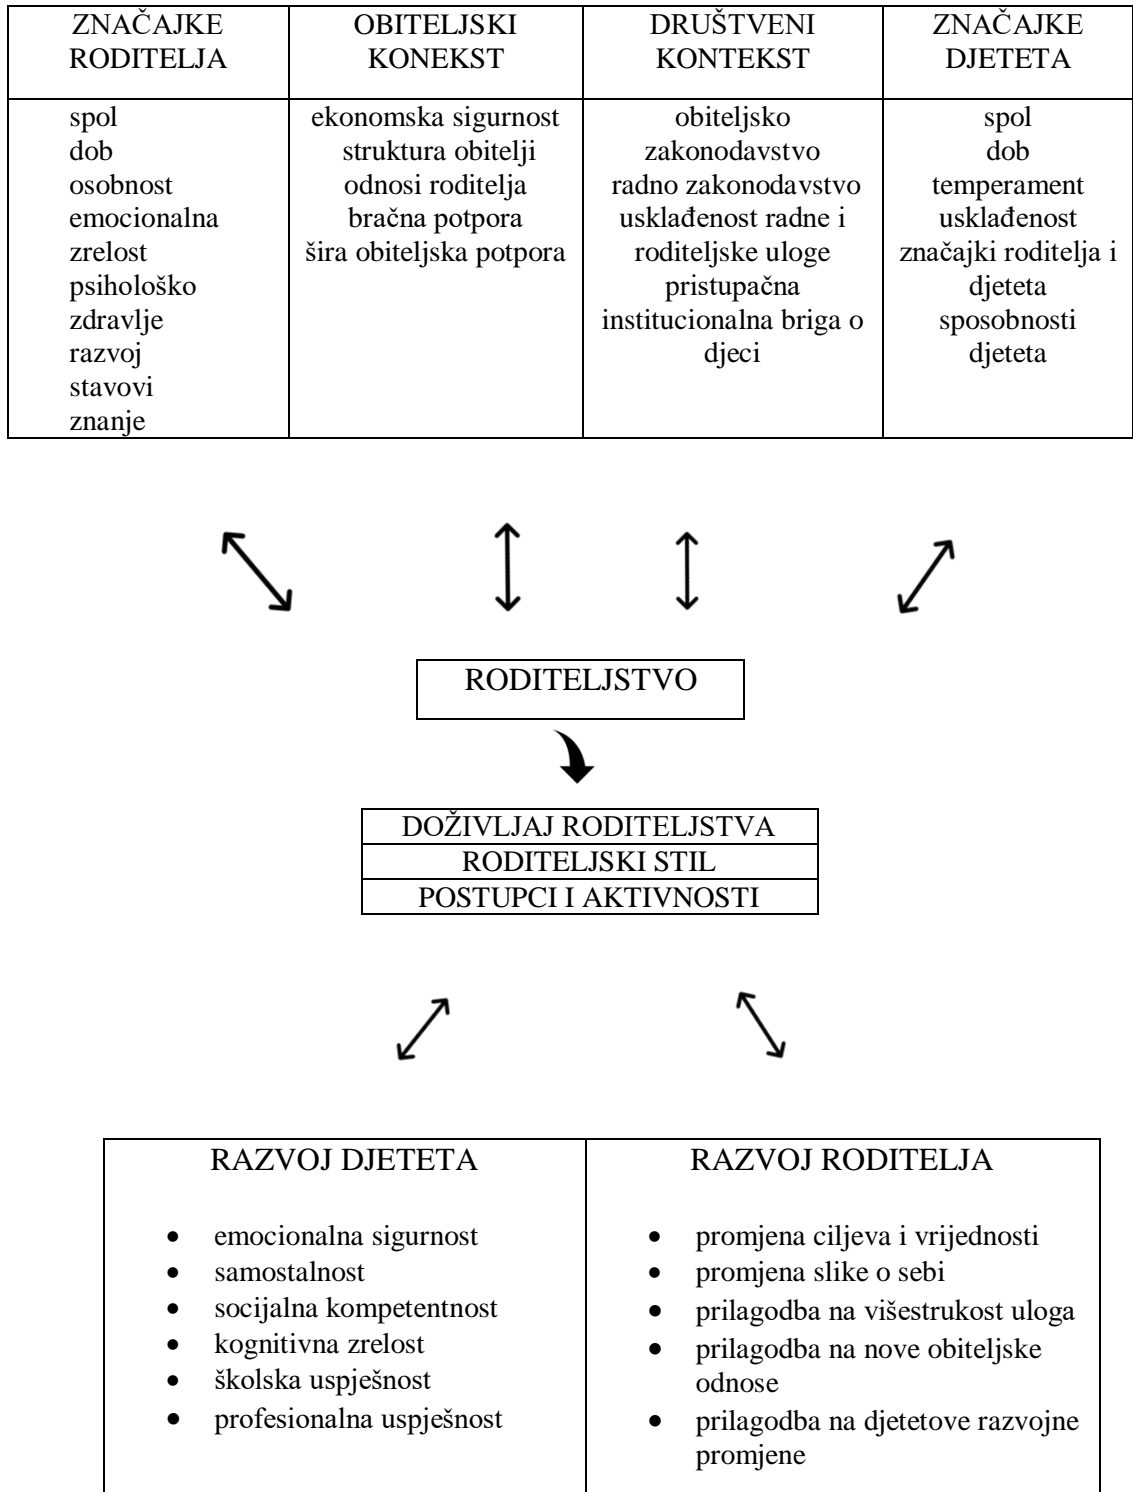 ZNAČAJKE
RODITELJA
OBITELJSKI
KONEKST
DRUŠTVENI
KONTEKST
ZNAČAJKE
DJETETA
spol
dob
osobnost
emocionalna
zrelost
psihološko
zdravlje
razvoj
stavovi
znanje
ekonomska sigurnost
struktura obitelji
odnosi roditelja
bračna potpora
šira obiteljska potpora
obiteljsko
zakonodavstvo
radno zakonodavstvo
usklađenost radne i
roditeljske uloge
pristupačna
institucionalna briga o
djeci
spol
dob
temperament
usklađenost
značajki roditelja i
djeteta
sposobnosti
djeteta
RODITELJSTVO
DOŽIVLJAJ RODITELJSTVA
RODITELJSKI STIL
POSTUPCI I AKTIVNOSTI
RAZVOJ DJETETA
• emocionalna sigurnost
• samostalnost
• socijalna kompetentnost
• kognitivna zrelost
• školska uspješnost
• profesionalna uspješnost
RAZVOJ RODITELJA
• promjena ciljeva i vrijednosti
• promjena slike o sebi
• prilagodba na višestrukost uloga
• prilagodba na nove obiteljske
odnose
• prilagodba na djetetove razvojne
promjene